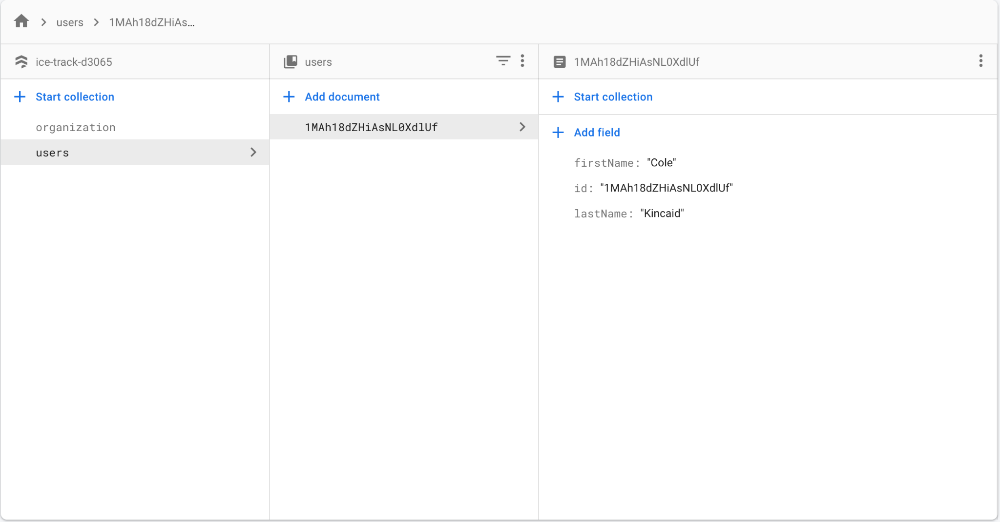 users
1MAh18dZHiAs...
ice-track-d3065
users
1MAh18dZHiAsNL0XdlUf
Start collection
organization
users
Add document
1MAh18dZHiAsNL0XdlUf
Start collection
Add field
firstName: "Cole"
id: "1MAh18dZHiAsNL0XdlUf"
lastName: "Kincaid"